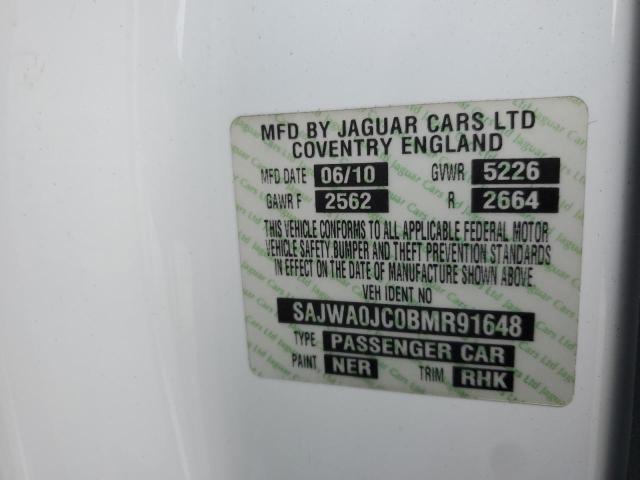 MFD BY JAGUAR CARS LTD
COVENTRY ENGLAND
MFD DATE 06/10 GVWR 5226
GAWR F 2562 R 2664
THIS VEHICLE CONFORMS TO ALL APPLICABLE FEDERAL MOTOR
VEHICLE SAFETY,BUMPER AND THEFT PREVENTION STANDARDS
IN EFFECT ON THE DATE OF MANUFACTURE SHOWN ABOVE
VEH IDENT NO
SAJWA0JC0BMR91648
TYPE PASSENGER CAR
PAINT NER TRIM RHK